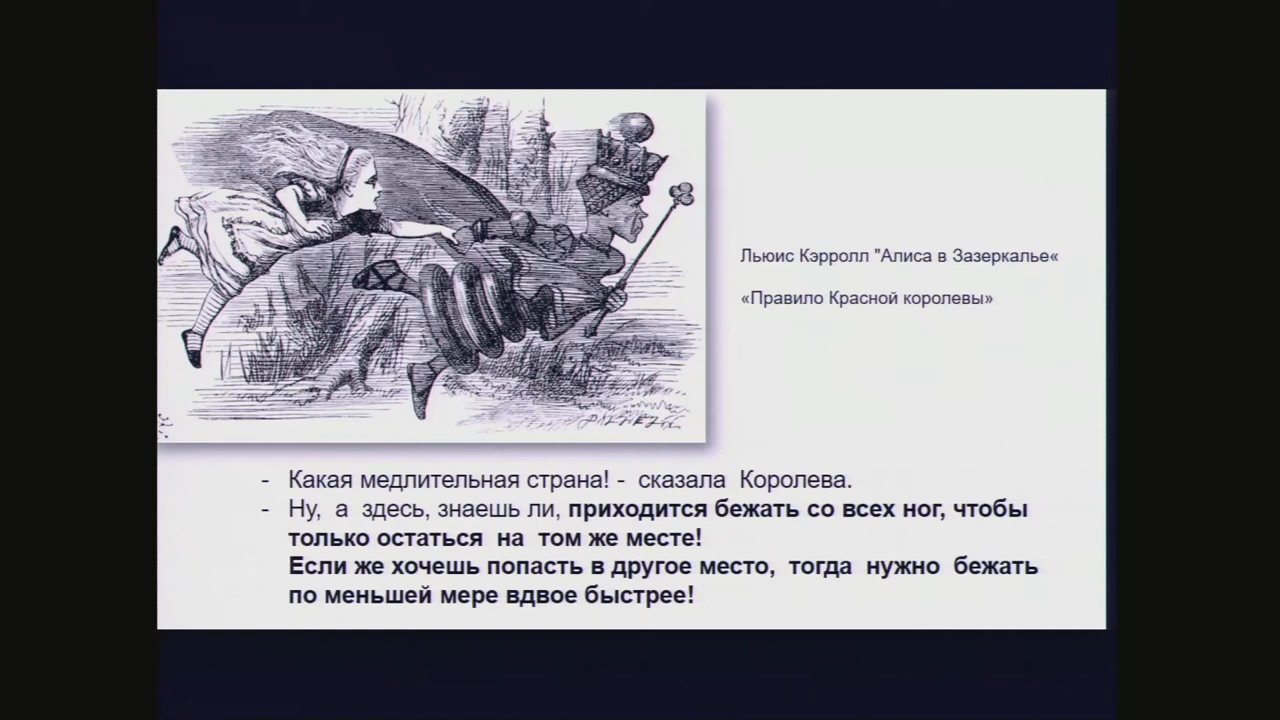 Льюис Кэрролл "Алиса в Зазеркалье«
«Правило Красной королевы»
- Какая медлительная страна! - сказала Королева.
- Ну, а здесь, знаешь ли, приходится бежать со всех ног, чтобы
только остаться на том же месте!
Если же хочешь попасть в другое место, тогда нужно бежать
по меньшей мере вдвое быстрее!